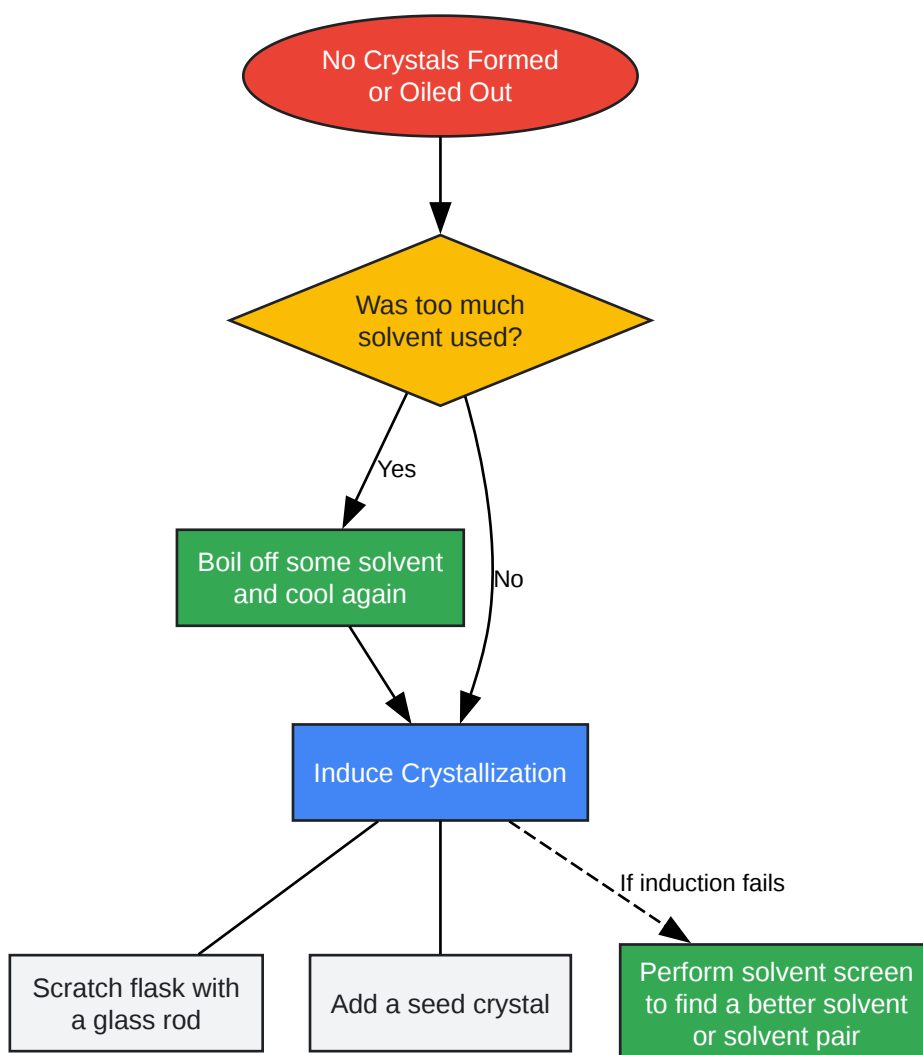 No Crystals Formed
or Oiled Out
Was too much
solvent used?
Yes
Boil off some solvent
and cool again
No
Induce Crystallization
If induction fails
Scratch flask with
a glass rod
Add a seed crystal
Perform solvent screen
to find a better solvent
or solvent pair